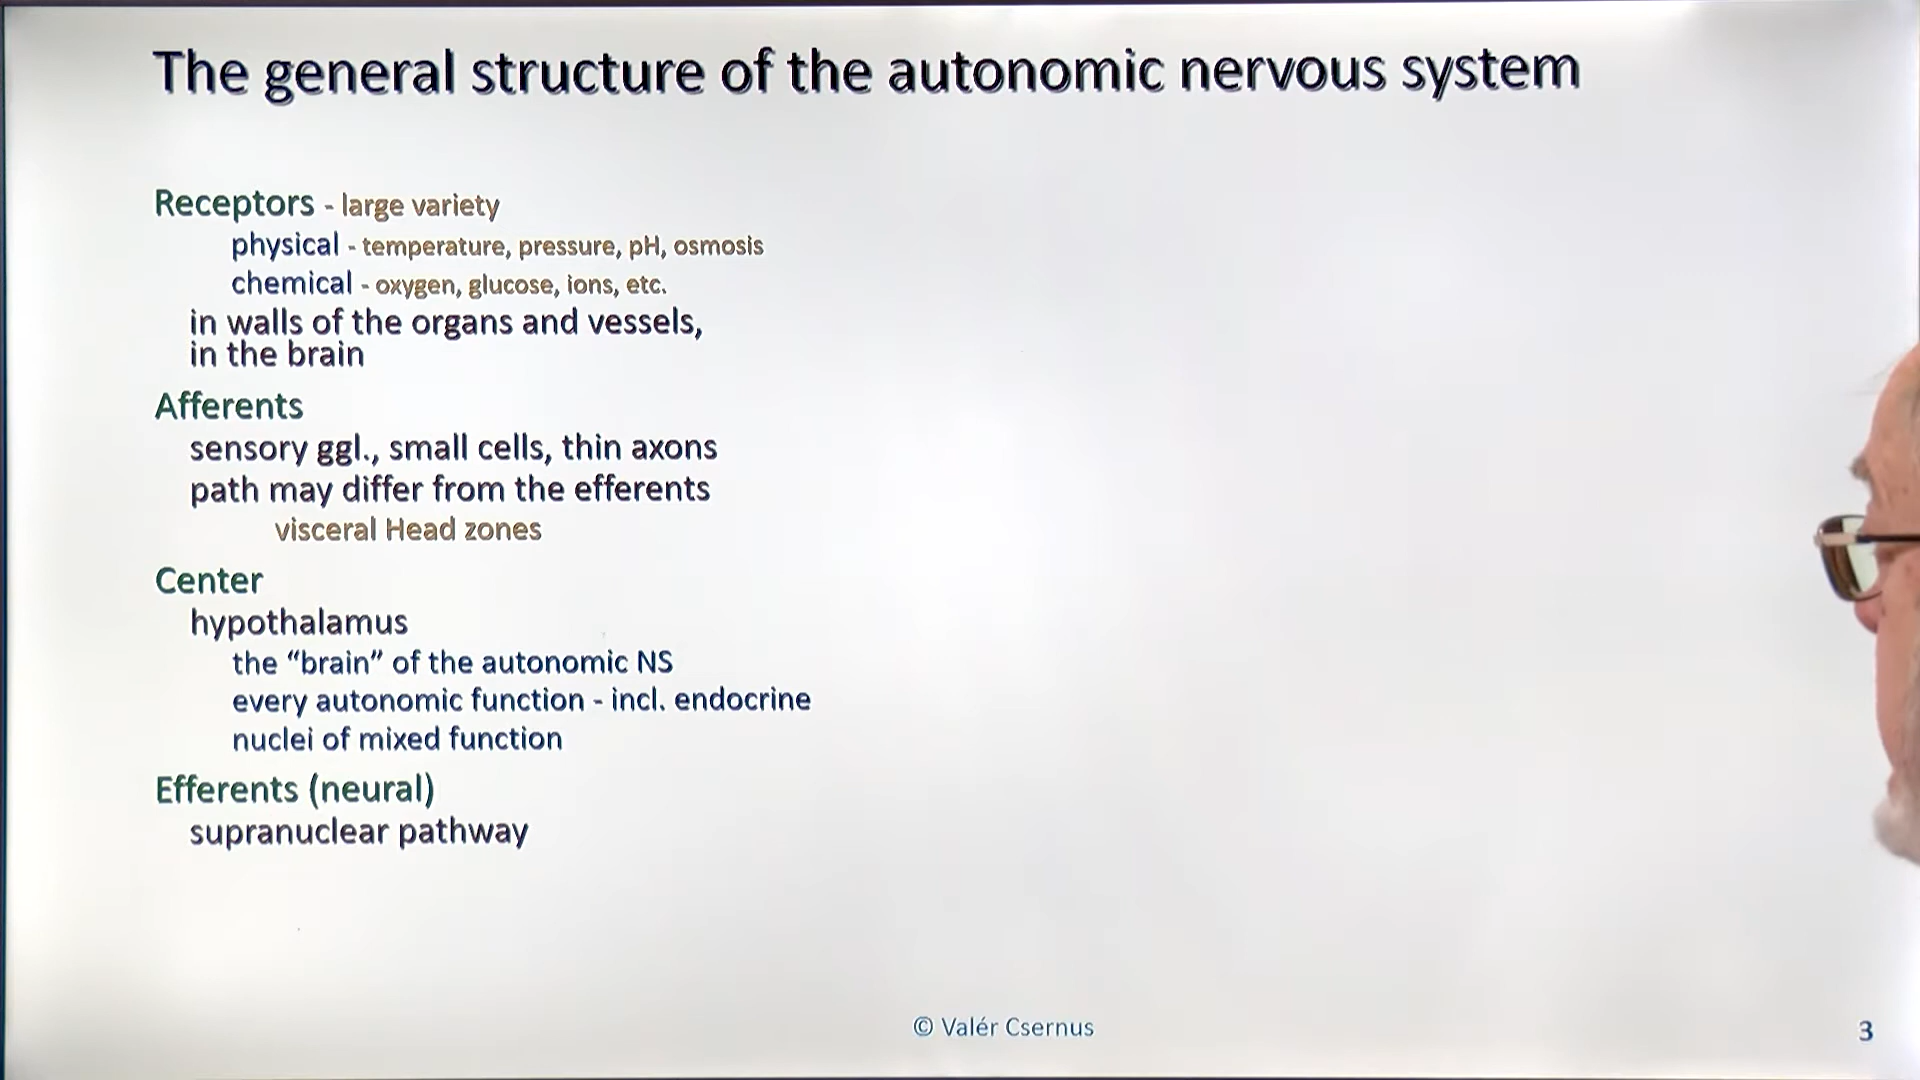 The general structure of the autonomic nervous system
Receptors - large variety
physical - temperature, pressure, pH, osmosis
chemical - oxygen, glucose, ions, etc.
in walls of the organs and vessels,
in the brain
Afferents
sensory ggl., small cells, thin axons
path may differ from the efferents
visceral Head zones
Center
hypothalamus
the “brain” of the autonomic NS
every autonomic function - incl. endocrine
nuclei of mixed function
Efferents (neural)
supranuclear pathway
© Valér Csernus
3